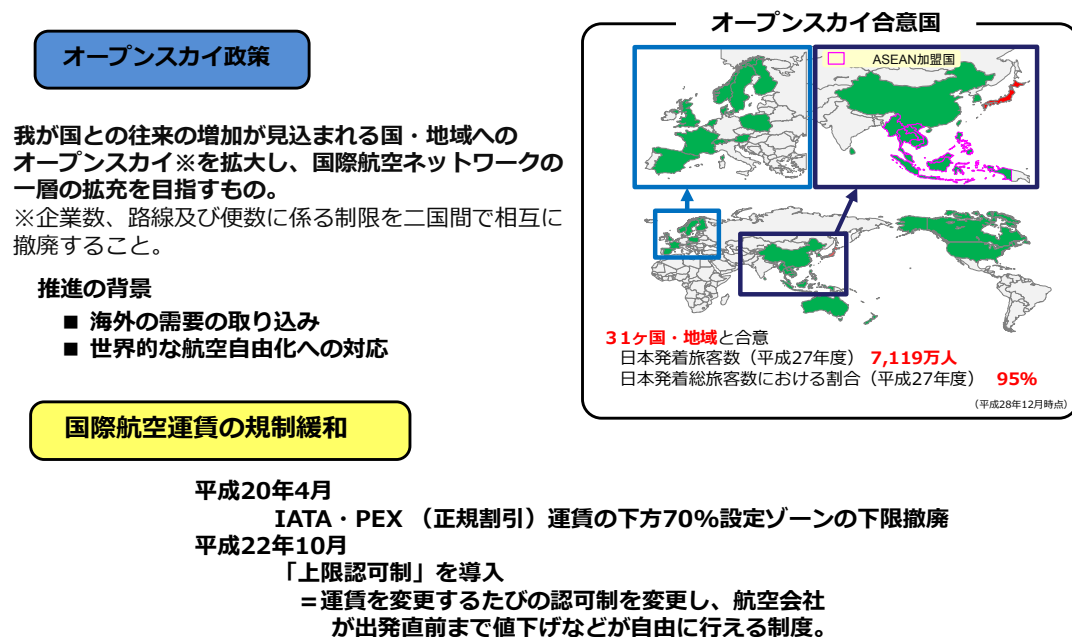 オープンスカイ政策
我が国との往来の増加が見込まれる国・地域への
オープンスカイ※を拡大し、国際航空ネットワークの
一層の拡充を目指すもの。
※企業数、路線及び便数に係る制限を二国間で相互に
撤廃すること。
推進の背景
■ 海外の需要の取り込み
■ 世界的な航空自由化への対応
オープンスカイ合意国
ASEAN加盟国
31ヶ国・地域と合意
日本発着旅客数（平成27年度） 7,119万人
日本発着総旅客数における割合（平成27年度） 95%
（平成28年12月時点）
国際航空運賃の規制緩和
平成20年4月
IATA・PEX （正規割引）運賃の下方70%設定ゾーンの下限撤廃
平成22年10月
「上限認可制」を導入
＝運賃を変更するたびの認可制を変更し、航空会社
が出発直前まで値下げなどが自由に行える制度。